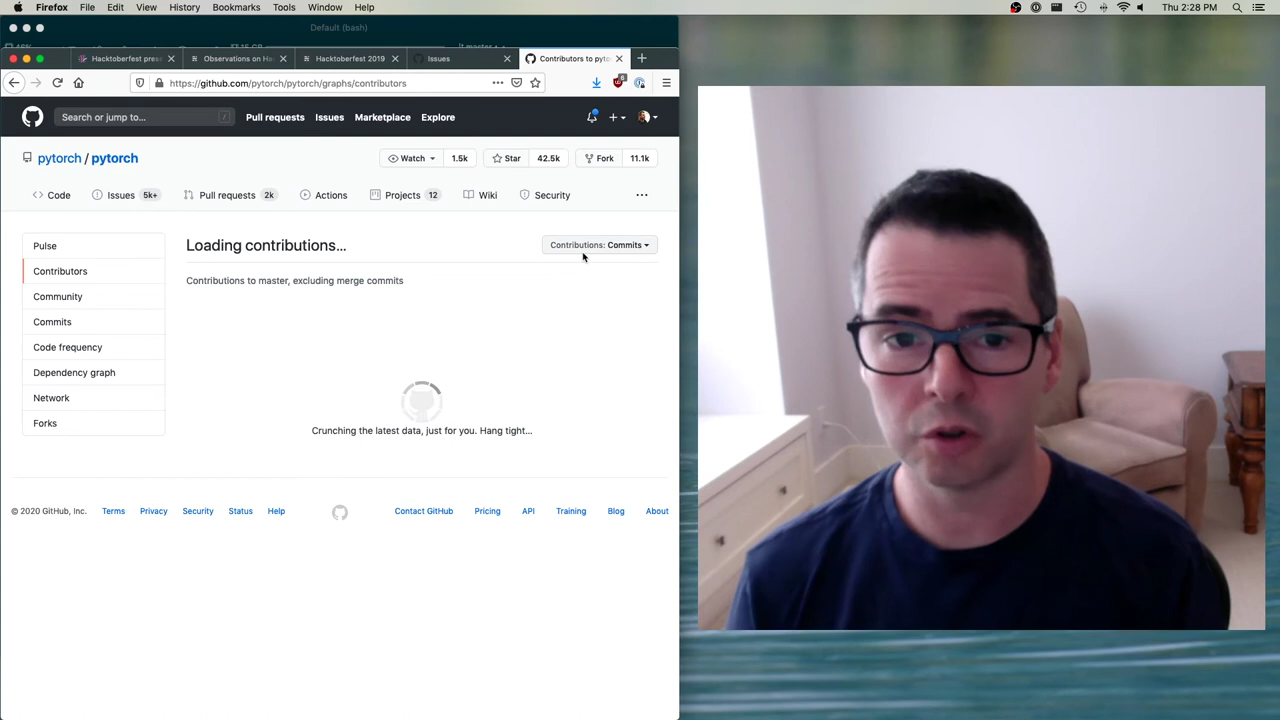 Firefox File Edit View History Bookmarks Tools Window Help
Thu 2:28 PM
Default (bash)
Hacktoberfest pres
Observations on Ha
Hacktoberfest 2019
Issues
Contributors to pyto
https://github.com/pytorch/pytorch/graphs/contributors
Search or jump to... /
Pull requests Issues Marketplace Explore
pytorch / pytorch
Watch 1.5k Star 42.5k Fork 11.1k
Code Issues 5k+ Pull requests 2k Actions Projects 12 Wiki Security
Pulse
Contributors
Community
Commits
Code frequency
Dependency graph
Network
Forks
Loading contributions...
Contributions: Commits
Contributions to master, excluding merge commits
Crunching the latest data, just for you. Hang tight...
© 2020 GitHub, Inc. Terms Privacy Security Status Help
Contact GitHub Pricing API Training Blog About